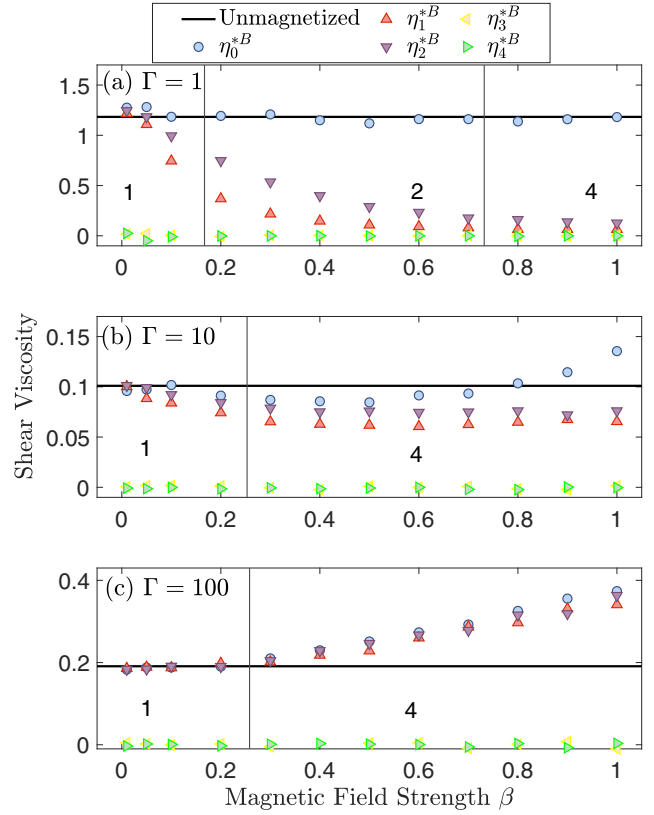 Unmagnetized η₁*ᴮ η₃*ᴮ
η₀*ᴮ η₂*ᴮ η₄*ᴮ
(a) Γ = 1
1.5
1
0.5
0
1 2 4
0 0.2 0.4 0.6 0.8 1
(b) Γ = 10
0.15
0.1
0.05
0
1 4
0 0.2 0.4 0.6 0.8 1
Shear Viscosity
(c) Γ = 100
0.4
0.2
0
1 4
0 0.2 0.4 0.6 0.8 1
Magnetic Field Strength β